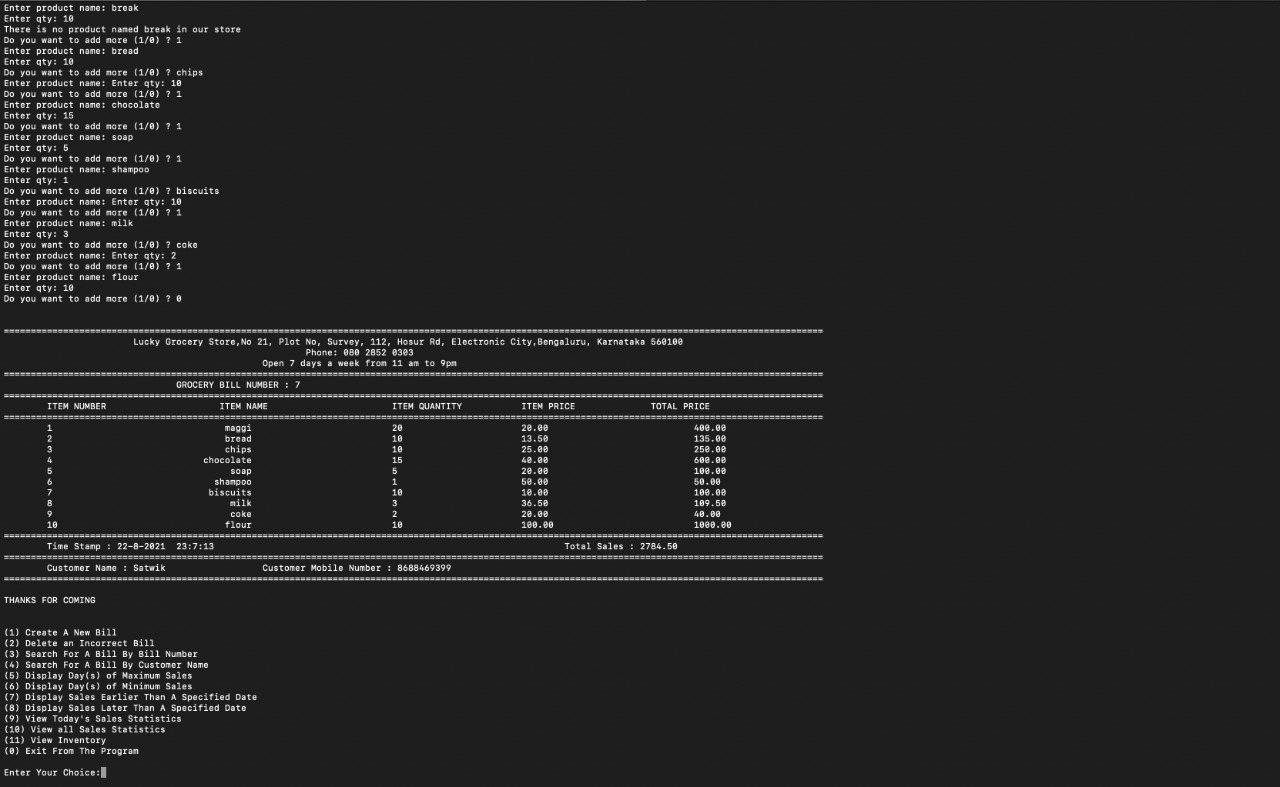 Enter product name: break
Enter qty: 10
There is no product named break in our store
Do you want to add more (1/0) ? 1
Enter product name: bread
Enter qty: 10
Do you want to add more (1/0) ? chips
Enter product name: Enter qty: 10
Do you want to add more (1/0) ? 1
Enter product name: chocolate
Enter qty: 15
Do you want to add more (1/0) ? 1
Enter product name: soap
Enter qty: 5
Do you want to add more (1/0) ? 1
Enter product name: shampoo
Enter qty: 1
Do you want to add more (1/0) ? biscuits
Enter product name: Enter qty: 10
Do you want to add more (1/0) ? 1
Enter product name: milk
Enter qty: 3
Do you want to add more (1/0) ? coke
Enter product name: Enter qty: 2
Do you want to add more (1/0) ? 1
Enter product name: flour
Enter qty: 10
Do you want to add more (1/0) ? 0
Lucky Grocery Store,No 21, Plot No, Survey, 112, Hosur Rd, Electronic City,Bengaluru, Karnataka 560100
Phone: 080 2852 0303
Open 7 days a week from 11 am to 9pm
GROCERY BILL NUMBER : 7
ITEM NUMBER ITEM NAME ITEM QUANTITY ITEM PRICE TOTAL PRICE
1 maggi 20 20.00 400.00
2 bread 10 13.50 135.00
3 chips 10 25.00 250.00
4 chocolate 15 40.00 600.00
5 soap 5 20.00 100.00
6 shampoo 1 50.00 50.00
7 biscuits 10 10.00 100.00
8 milk 3 36.50 109.50
9 coke 2 20.00 40.00
10 flour 10 100.00 1000.00
Time Stamp : 22-8-2021 23:7:13 Total Sales : 2784.50
Customer Name : Satwik Customer Mobile Number : 8688469399
THANKS FOR COMING
(1) Create A New Bill
(2) Delete an Incorrect Bill
(3) Search For A Bill By Bill Number
(4) Search For A Bill By Customer Name
(5) Display Day(s) of Maximum Sales
(6) Display Day(s) of Minimum Sales
(7) Display Sales Earlier Than A Specified Date
(8) Display Sales Later Than A Specified Date
(9) View Today's Sales Statistics
(10) View all Sales Statistics
(11) View Inventory
(0) Exit From The Program
Enter Your Choice: